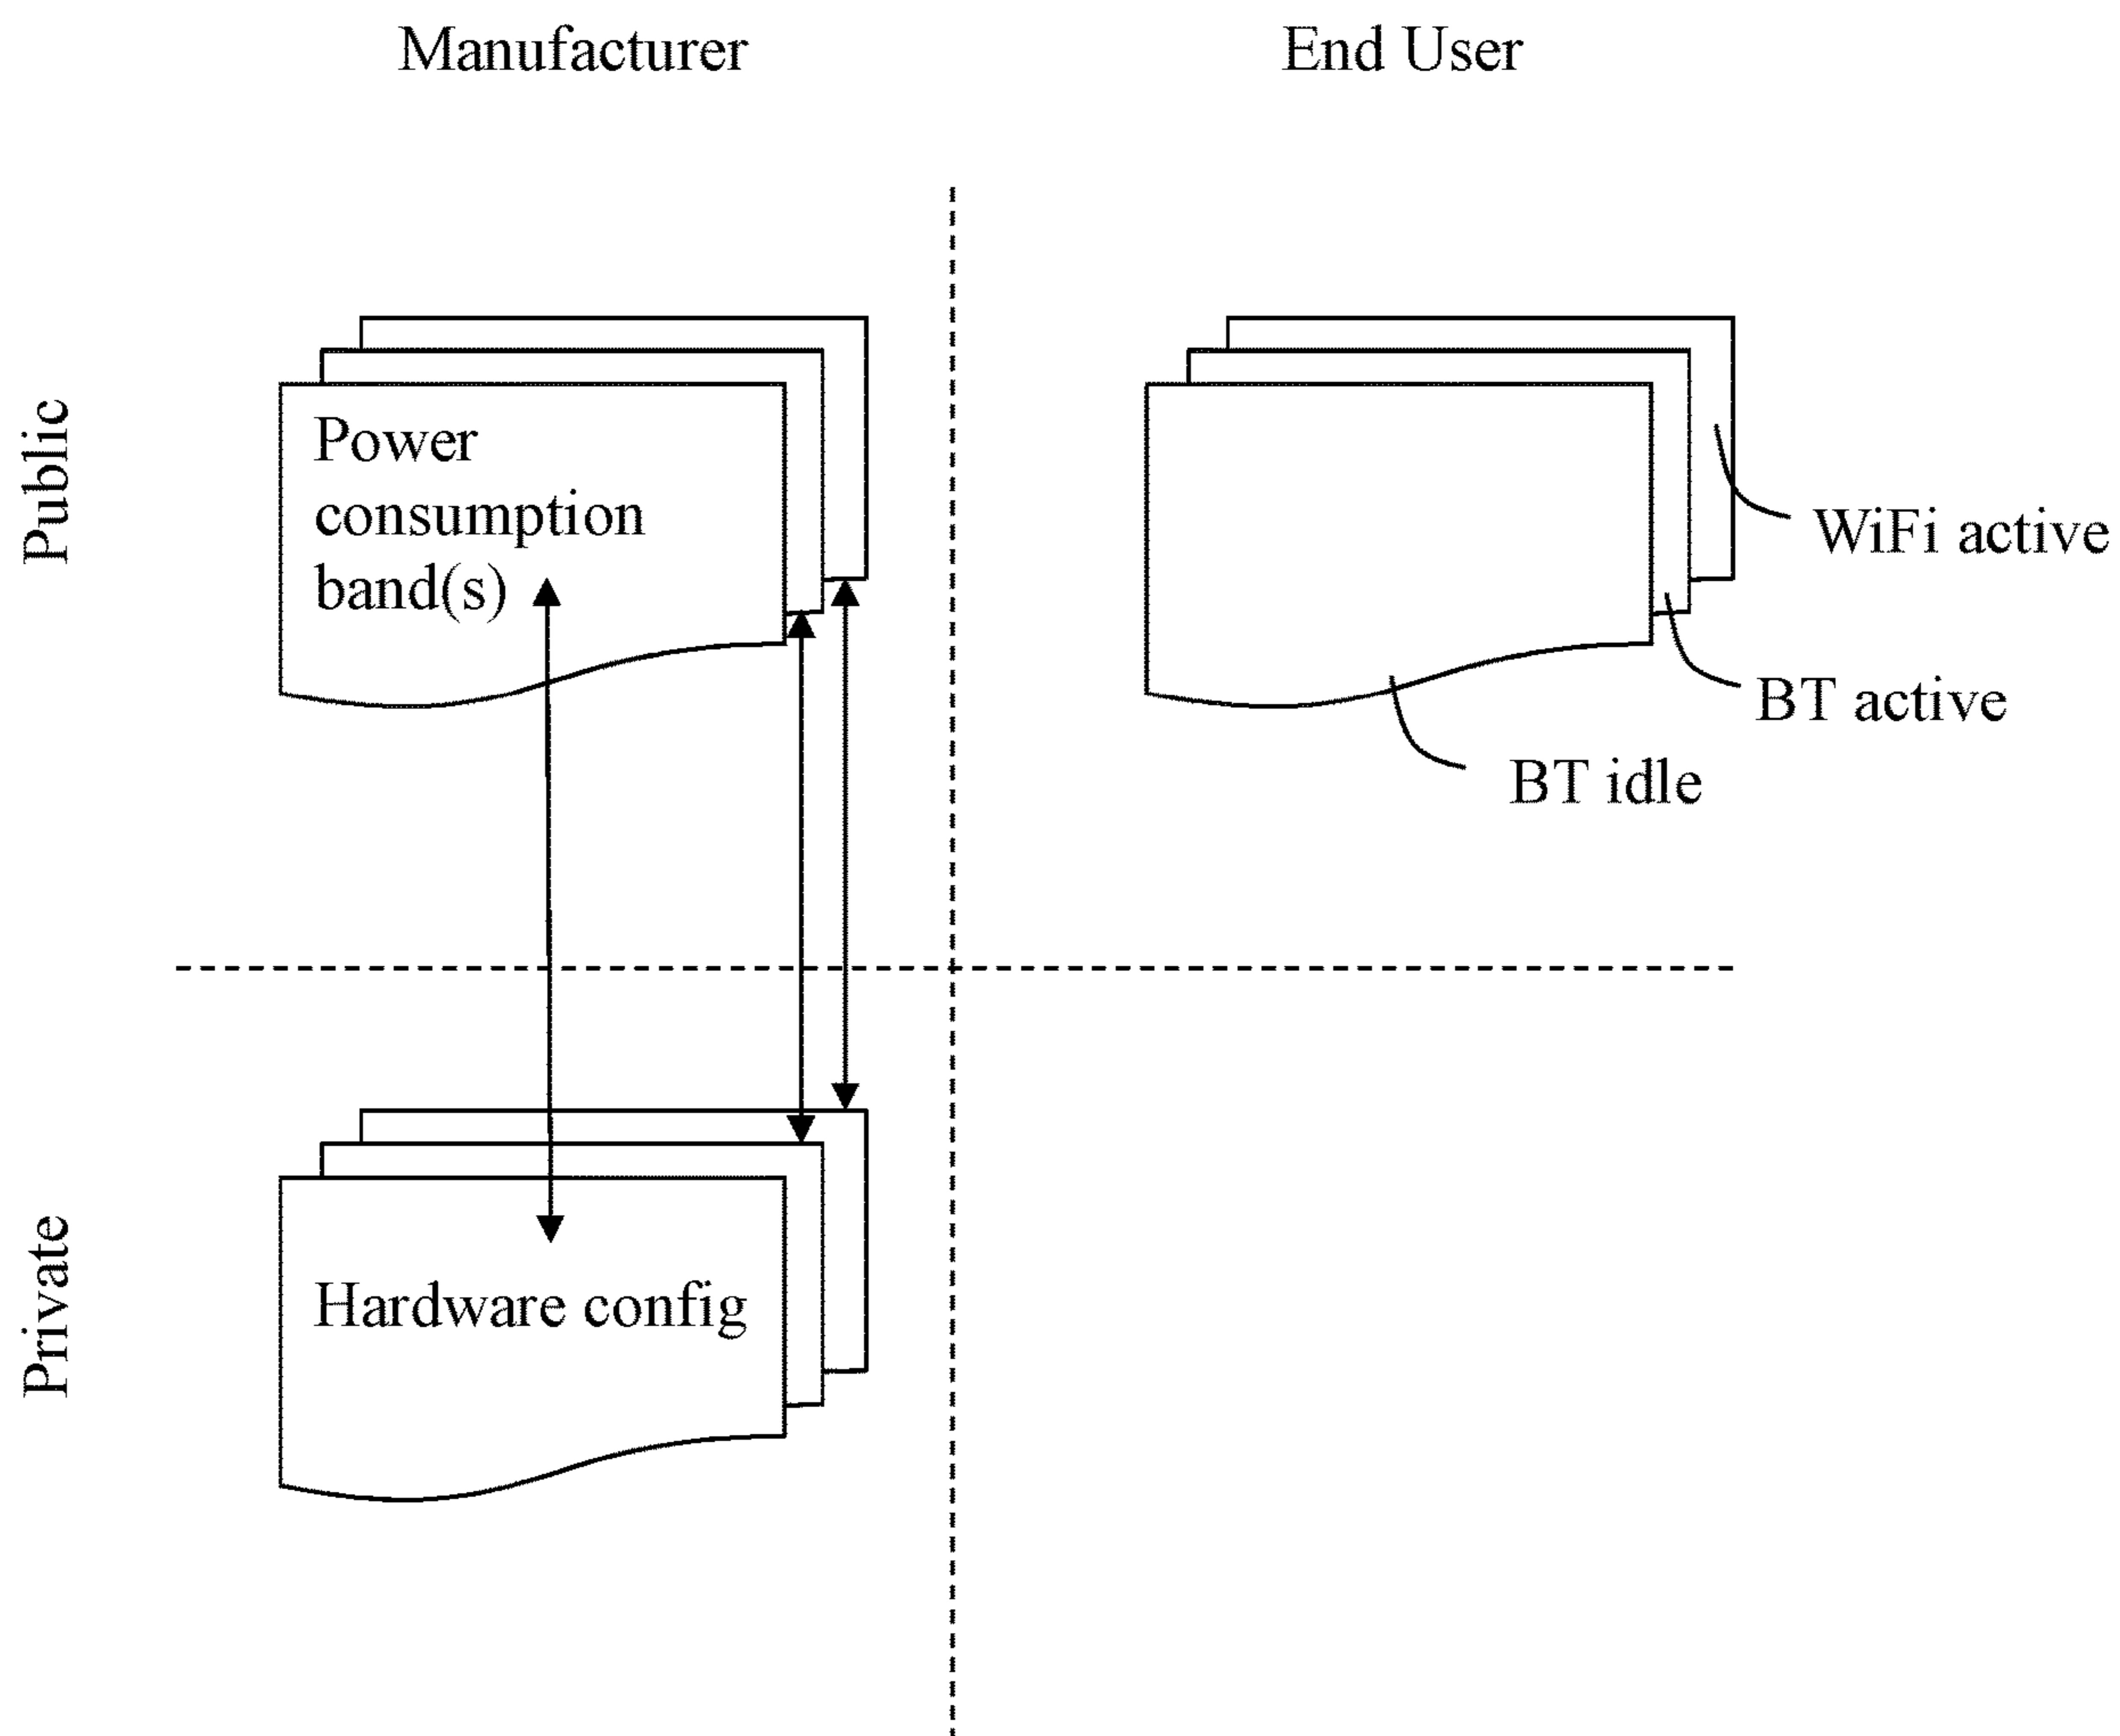 Manufacturer
End User
Public
Power
consumption
band(s)
WiFi active
BT active
BT idle
Private
Hardware config